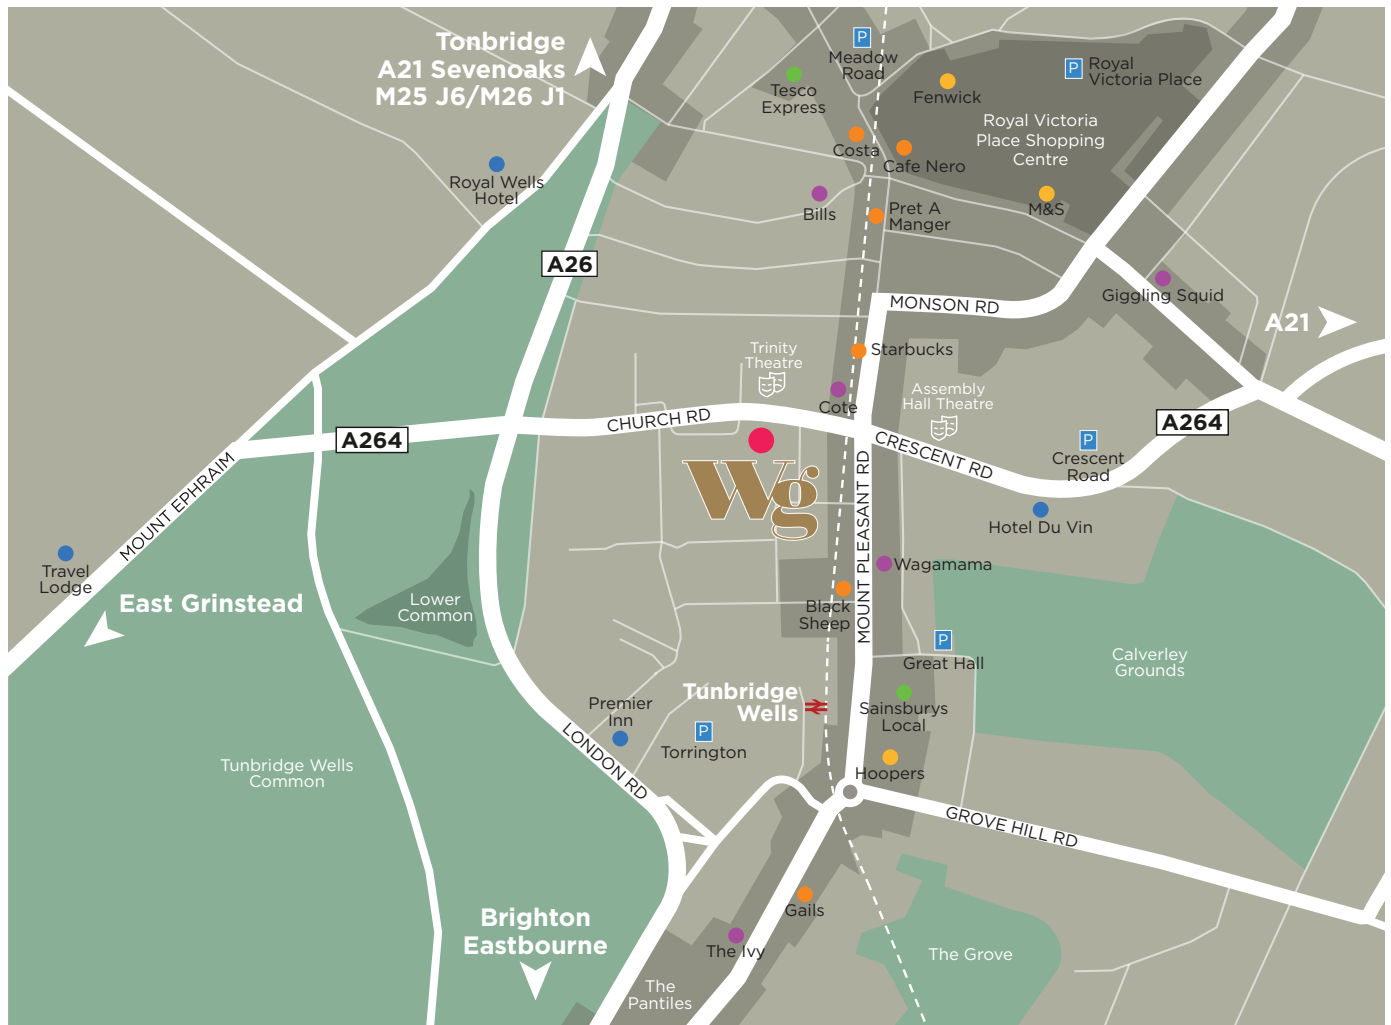 Tonbridge
A21 Sevenoaks
M25 J6/M26 J1
P
Meadow
Road
Tesco
Express
Fenwick
P
Royal
Victoria Place
Royal Victoria
Place Shopping
Centre
Costa
Cafe Nero
Royal Wells
Hotel
Bills
Pret A
Manger
M&S
A26
Giggling Squid
MONSON RD
A21
Trinity
Theatre
Starbucks
Assembly
Hall Theatre
Cote
CHURCH RD
A264
A264
CRESCENT RD
P
Crescent
Road
MOUNT EPHRAIM
Wg
MOUNT PLEASANT RD
Hotel Du Vin
Travel
Lodge
Wagamama
East Grinstead
Lower
Common
Black
Sheep
P
Great Hall
Calverley
Grounds
Tunbridge
Wells
Premier
Inn
P
Torrington
Sainsburys
Local
LONDON RD
Hoopers
Tunbridge Wells
Common
GROVE HILL RD
Gails
Brighton
Eastbourne
The Ivy
The Grove
The
Pantiles